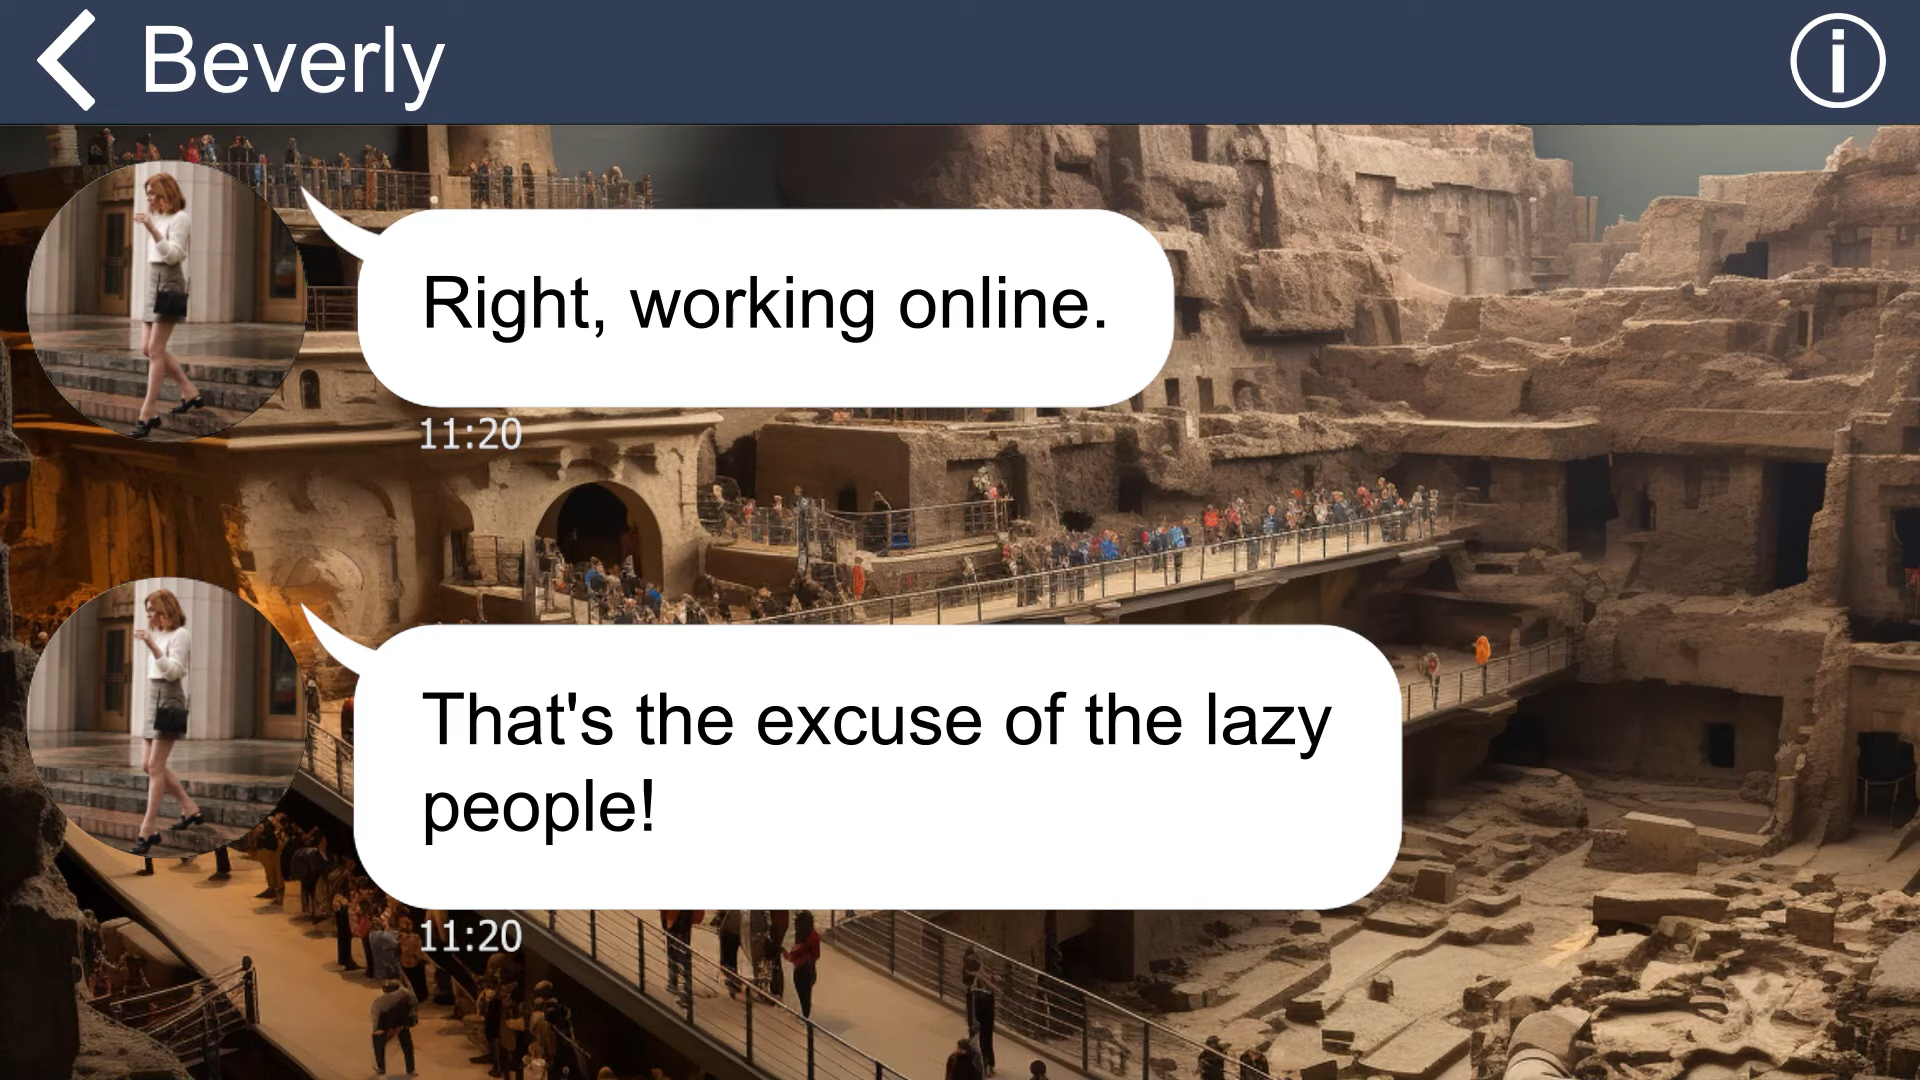 Beverly
Right, working online.
11:20
That's the excuse of the lazy
people!
11:20